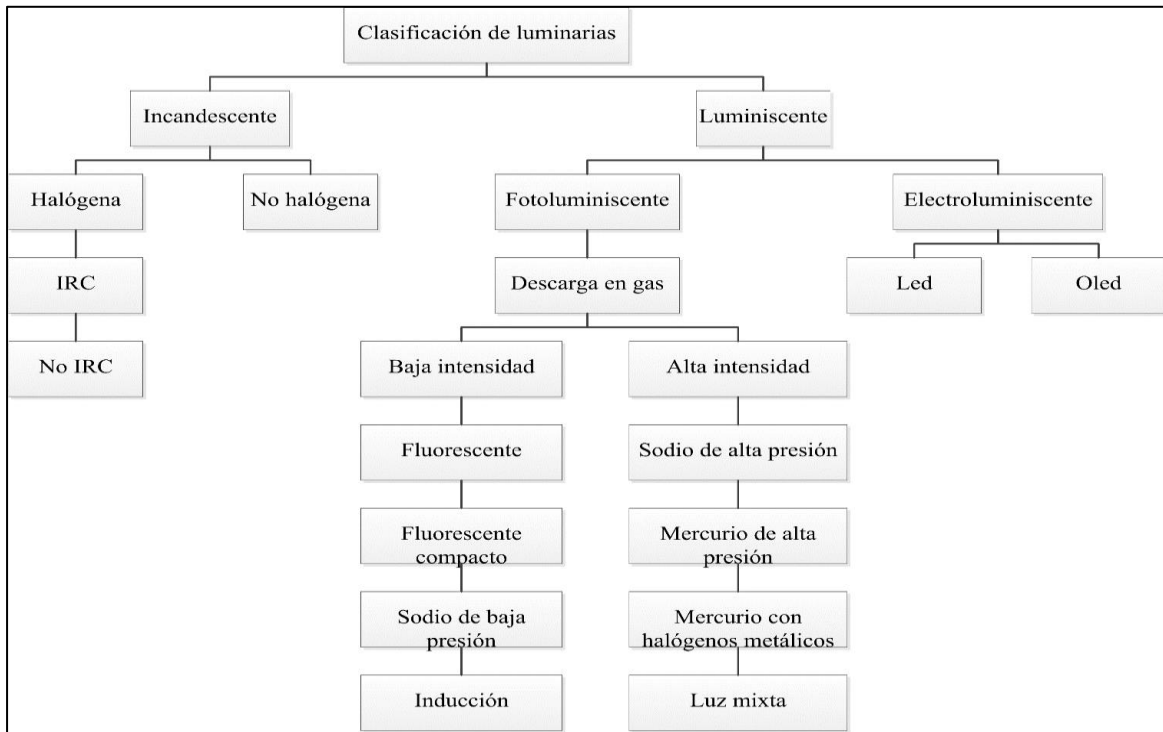 Clasificación de luminarias
Incandescente
Luminiscente
Halógena
No halógena
Fotoluminiscente
Electroluminiscente
IRC
Descarga en gas
Led
Oled
No IRC
Baja intensidad
Alta intensidad
Fluorescente
Sodio de alta presión
Fluorescente
compacto
Mercurio de alta
presión
Sodio de baja
presión
Mercurio con
halógenos metálicos
Inducción
Luz mixta